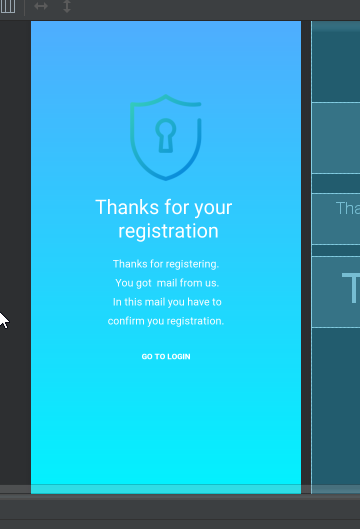 Thanks for your
registration
Thanks for registering.
You got mail from us.
In this mail you have to
confirm you registration.
GO TO LOGIN
Tha
T